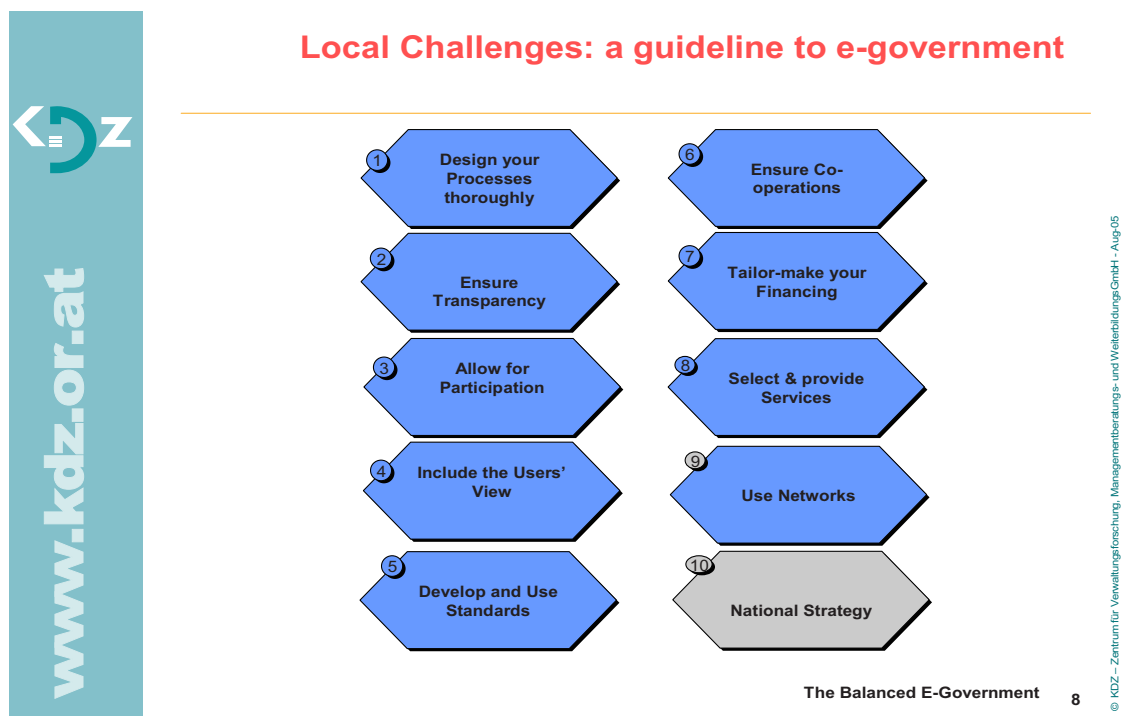 Local Challenges: a guideline to e-government
KDZ
www.kdz.or.at
1
Design your
Processes
thoroughly
2
Ensure
Transparency
3
Allow for
Participation
4
Include the Users’
View
5
Develop and Use
Standards
6
Ensure Co-
operations
7
Tailor-make your
Financing
8
Select & provide
Services
9
Use Networks
10
National Strategy
The Balanced E-Government
8
© KDZ – Zentrum für Verwaltungsforschung, Managementberatungs- und WeiterbildungsGmbH - Aug-05